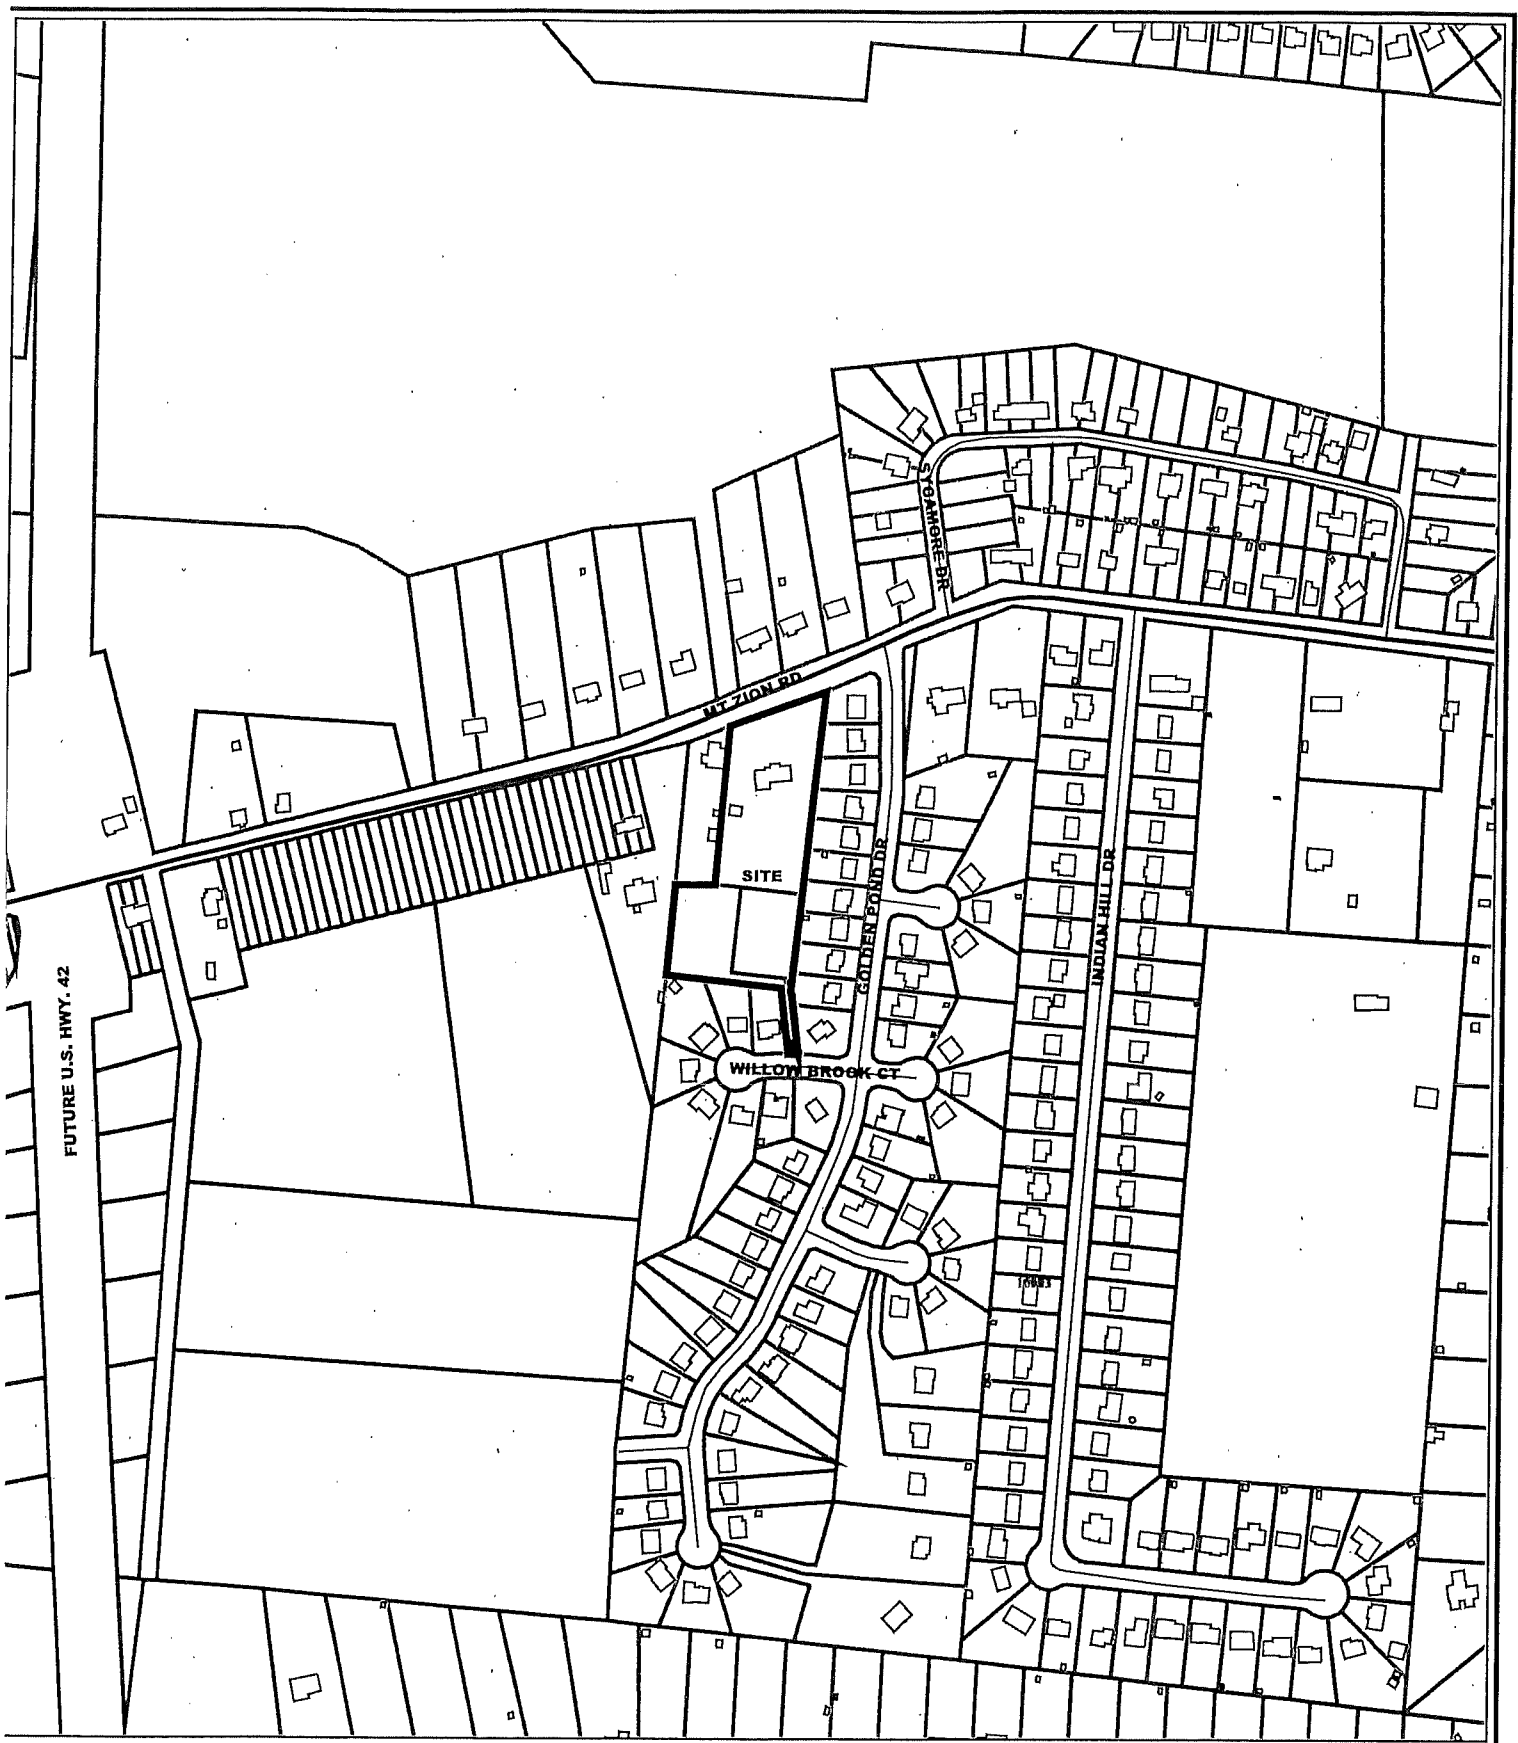 SYCAMORE DR
MT ZION RD
SITE
GOLDEN POND DR
INDIAN HILL DR
FUTURE U.S. HWY. 42
WILLOW BROOK CT